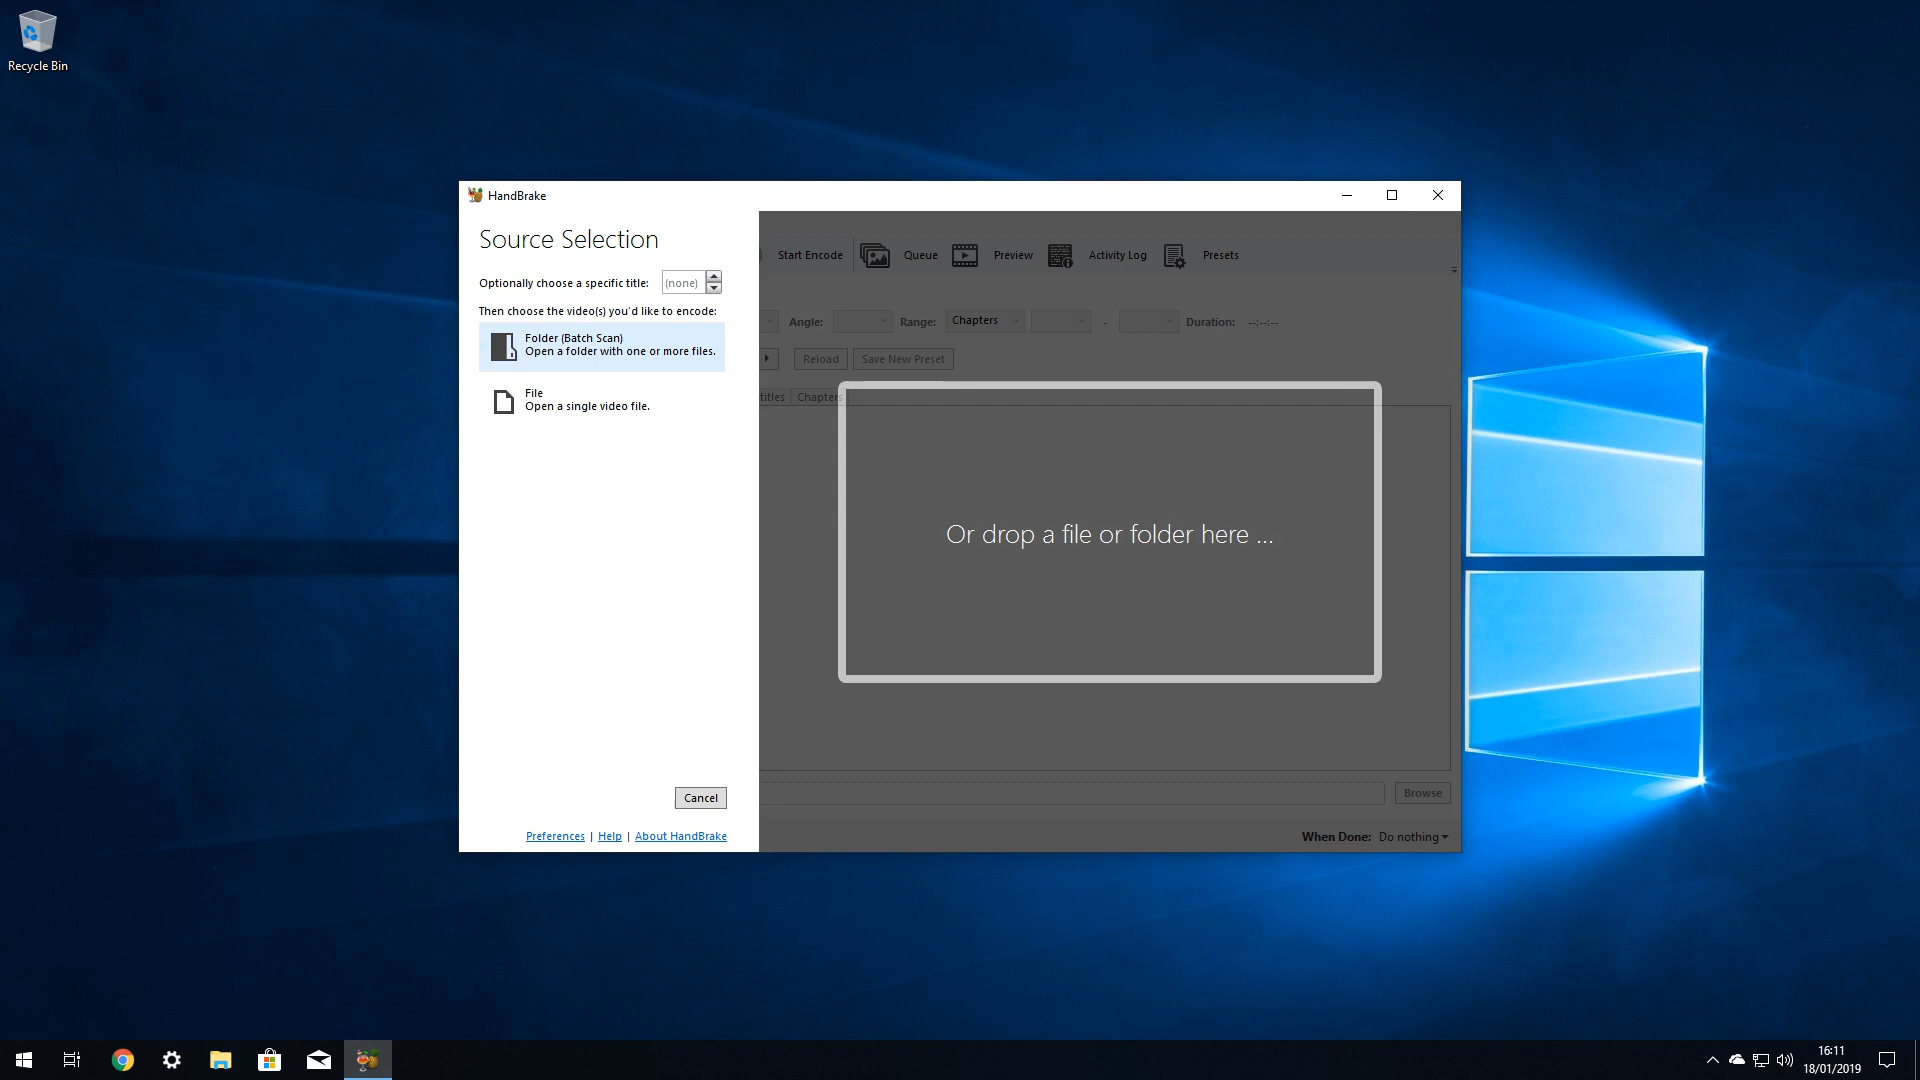 Recycle Bin
HandBrake
Source Selection
Optionally choose a specific title: (none)
Then choose the video(s) you'd like to encode:
Folder (Batch Scan)
Open a folder with one or more files.
File
Open a single video file.
Cancel
Preferences | Help | About HandBrake
Start Encode Queue Preview Activity Log Presets
Angle: Range: Chapters - Duration: --:--:--
Reload Save New Preset
titles Chapters
Or drop a file or folder here ...
Browse
When Done: Do nothing
16:11
18/01/2019